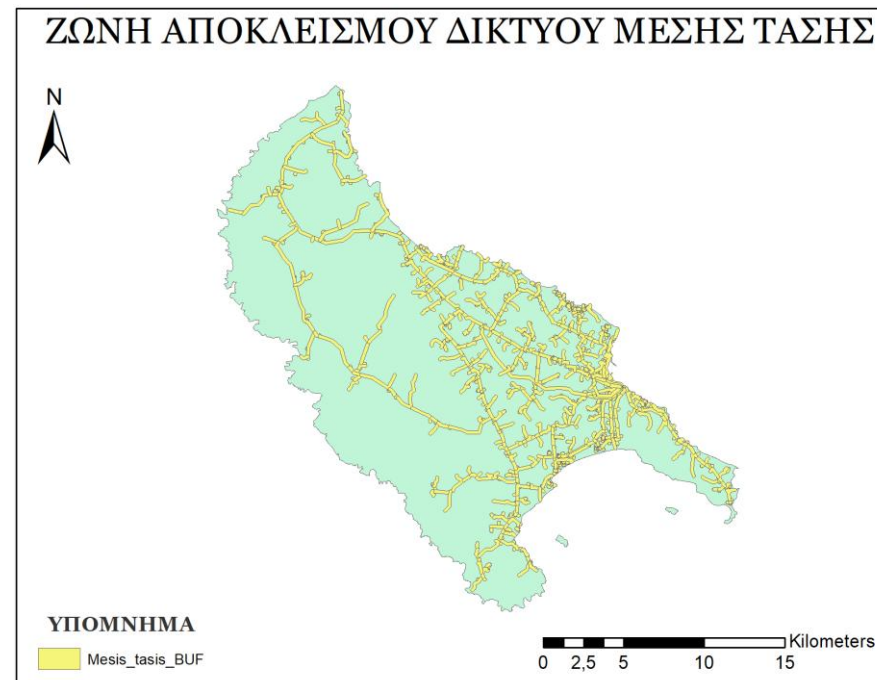 ΖΩΝΗ ΑΠΟΚΛΕΙΣΜΟΥ ΔΙΚΤΥΟΥ ΜΕΣΗΣ ΤΑΣΗΣ
N
ΥΠΟΜΝΗΜΑ
Mesis_tasis_BUF
Kilometers
0 2,5 5 10 15